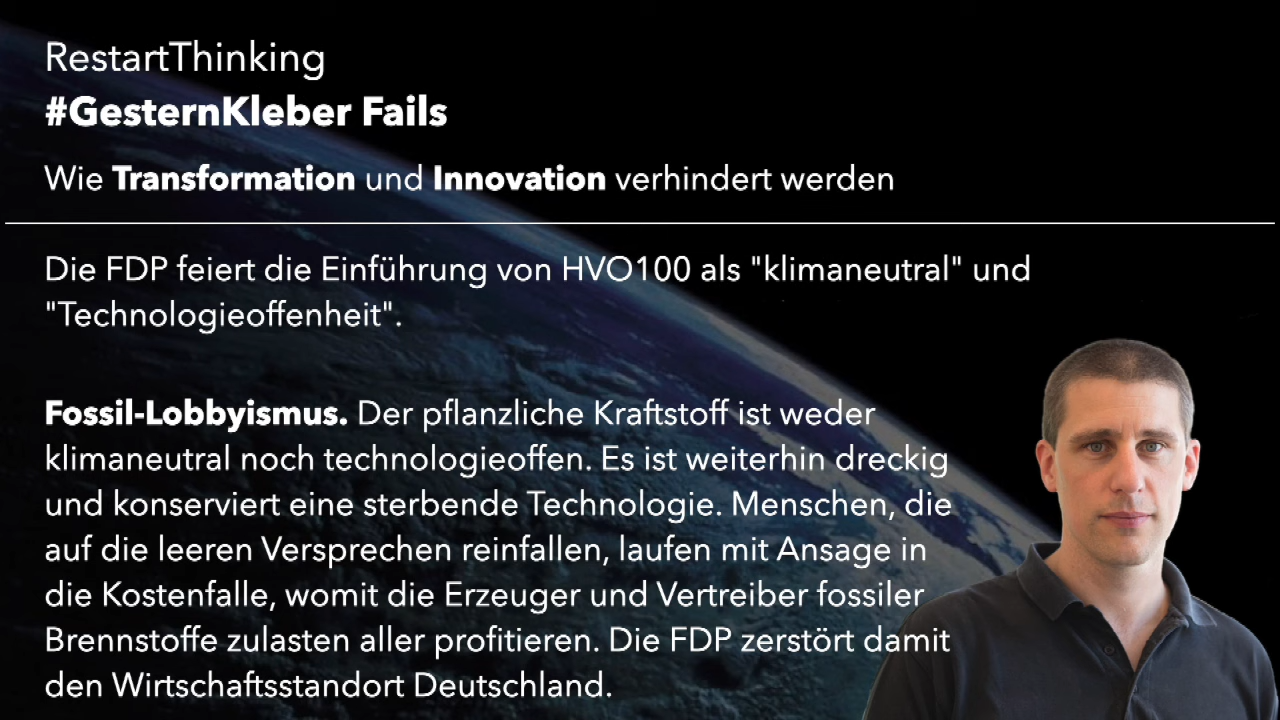 RestartThinking
#GesternKleber Fails
Wie Transformation und Innovation verhindert werden
Die FDP feiert die Einführung von HVO100 als "klimaneutral" und
"Technologieoffenheit".
Fossil-Lobbyismus. Der pflanzliche Kraftstoff ist weder
klimaneutral noch technologieoffen. Es ist weiterhin dreckig
und konserviert eine sterbende Technologie. Menschen, die
auf die leeren Versprechen reinfallen, laufen mit Ansage in
die Kostenfalle, womit die Erzeuger und Vertreiber fossiler
Brennstoffe zulasten aller profitieren. Die FDP zerstört damit
den Wirtschaftsstandort Deutschland.